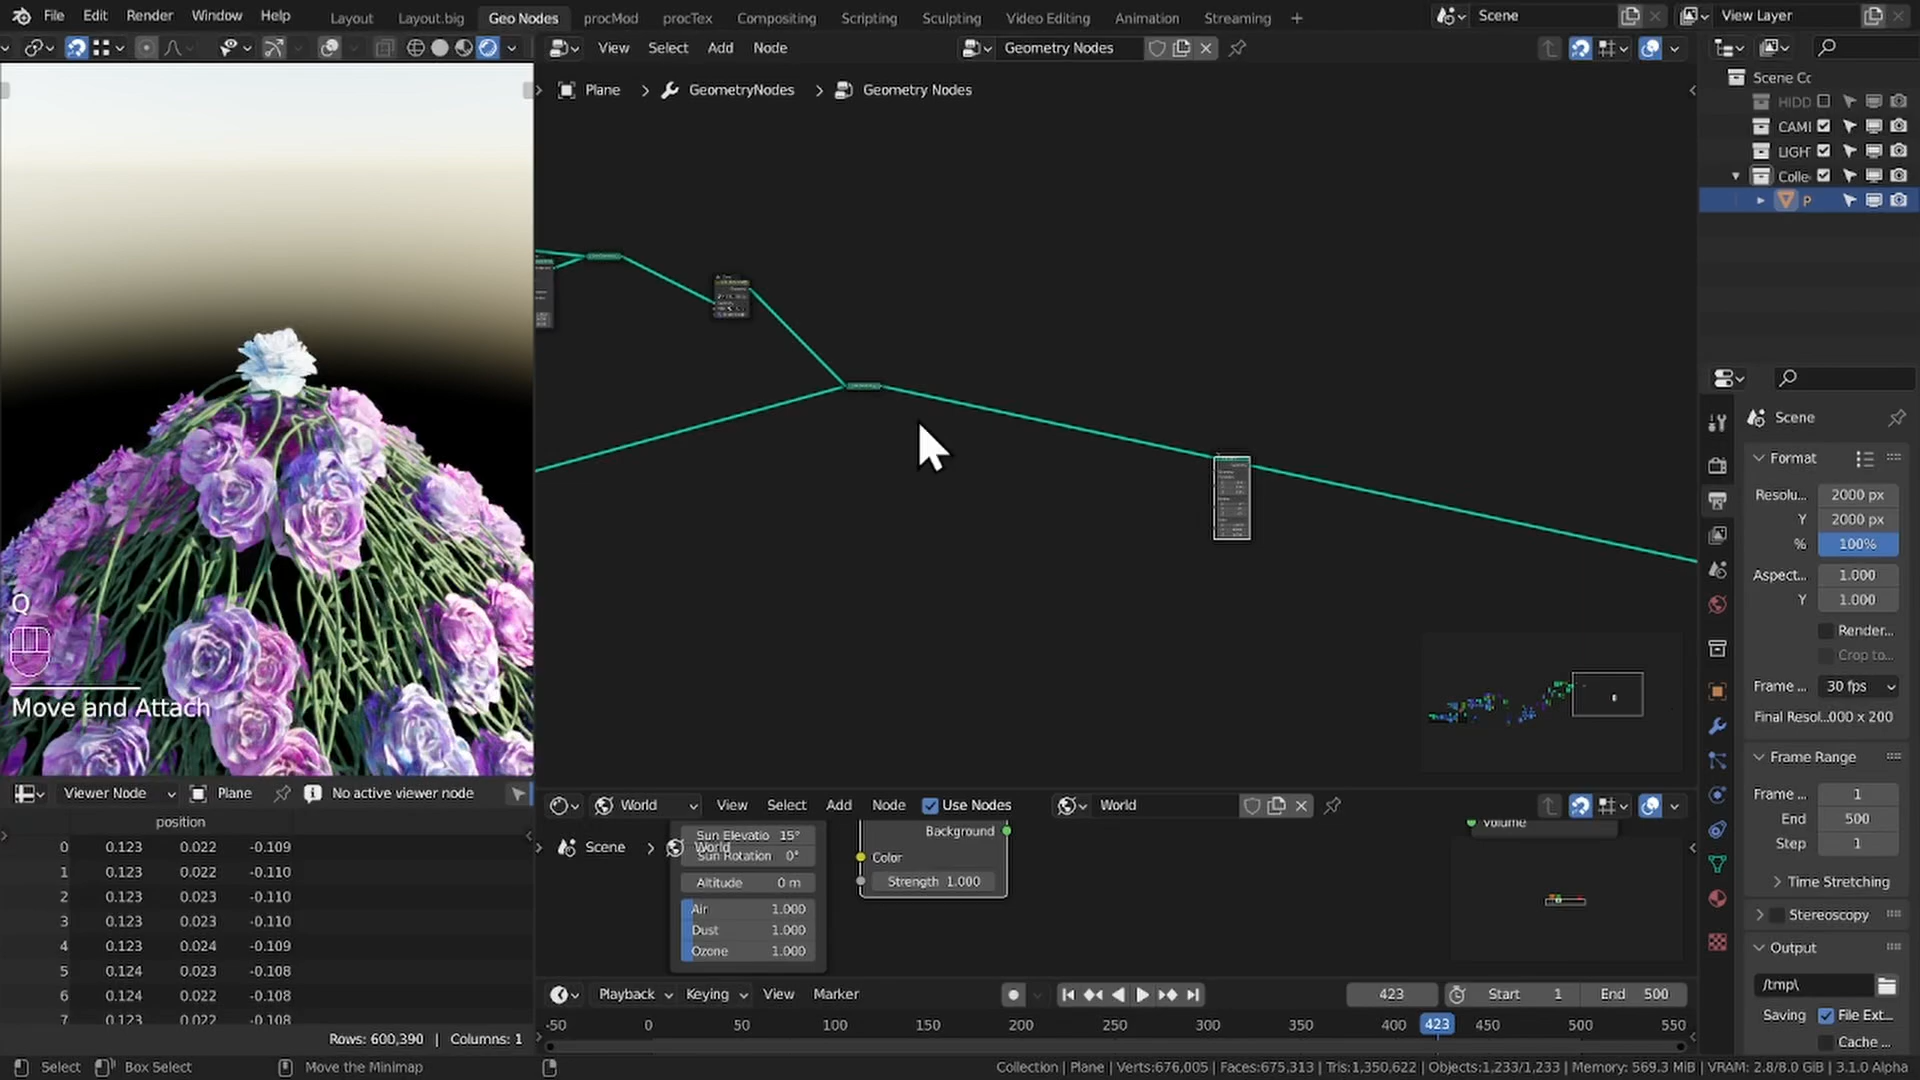 File Edit Render Window Help Layout Layout.big Geo Nodes procMod procTex Compositing Scripting Sculpting Video Editing Animation Streaming + Scene View Layer
View Select Add Node Geometry Nodes
Plane > GeometryNodes > Geometry Nodes
Scene Cc
HIDD
CAMI
LIGHT
Colle
P
Scene
Format
Resolu... 2000 px
Y 2000 px
% 100%
Aspect... 1.000
Y 1.000
Render...
Crop to...
Frame ... 30 fps
Final Resol...000 x 200
Frame Range
Frame ... 1
End 500
Step 1
Time Stretching
Stereoscopy
Output
/tmp\
Saving File Ext...
Cache ...
Q
Move and Attach
Viewer Node Plane No active viewer node
position
0 0.123 0.022 -0.109
1 0.123 0.022 -0.110
2 0.123 0.023 -0.110
3 0.123 0.023 -0.110
4 0.123 0.024 -0.109
5 0.124 0.023 -0.108
6 0.124 0.022 -0.108
7 0.123 0.022 -0.108
Rows: 600,390 | Columns: 1
World View Select Add Node Use Nodes World
Scene > World
Sun Elevatio 15°
Sun Rotation 0°
Altitude 0 m
Air 1.000
Dust 1.000
Ozone 1.000
Background
Color
Strength 1.000
Volume
Playback Keying View Marker 423 Start 1 End 500
-50 0 50 100 150 200 250 300 350 400 423 450 500 550
Select Box Select Move the Minimap Collection | Plane | Verts:676,005 | Faces:675,313 | Tris:1,350,622 | Objects:1,233/1,233 | Memory: 569.3 MiB | VRAM: 2.8/8.0 GiB | 3.1.0 Alpha